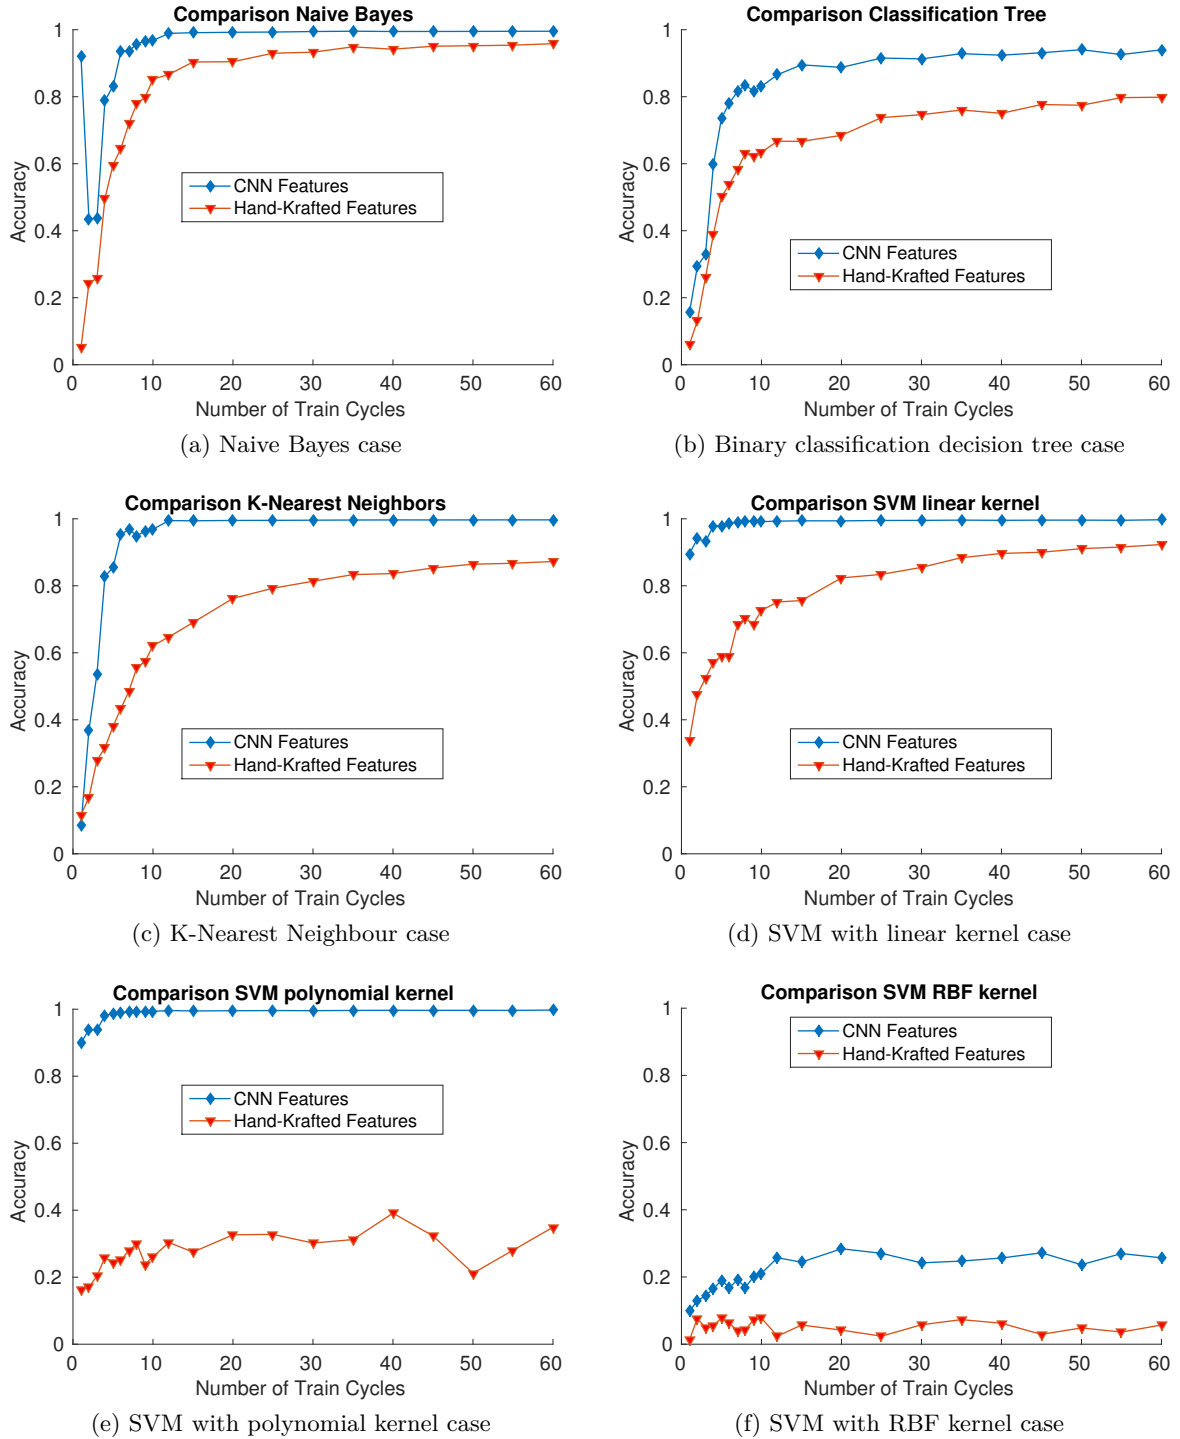 Comparison Naive Bayes
1
0.8
0.6
0.4
0.2
0
Accuracy
CNN Features
Hand-Krafted Features
0 10 20 30 40 50 60
Number of Train Cycles
(a) Naive Bayes case
Comparison Classification Tree
1
0.8
0.6
0.4
0.2
0
Accuracy
CNN Features
Hand-Krafted Features
0 10 20 30 40 50 60
Number of Train Cycles
(b) Binary classification decision tree case
Comparison K-Nearest Neighbors
1
0.8
0.6
0.4
0.2
0
Accuracy
CNN Features
Hand-Krafted Features
0 10 20 30 40 50 60
Number of Train Cycles
(c) K-Nearest Neighbour case
Comparison SVM linear kernel
1
0.8
0.6
0.4
0.2
0
Accuracy
CNN Features
Hand-Krafted Features
0 10 20 30 40 50 60
Number of Train Cycles
(d) SVM with linear kernel case
Comparison SVM polynomial kernel
1
0.8
0.6
0.4
0.2
0
Accuracy
CNN Features
Hand-Krafted Features
0 10 20 30 40 50 60
Number of Train Cycles
(e) SVM with polynomial kernel case
Comparison SVM RBF kernel
1
0.8
0.6
0.4
0.2
0
Accuracy
CNN Features
Hand-Krafted Features
0 10 20 30 40 50 60
Number of Train Cycles
(f) SVM with RBF kernel case